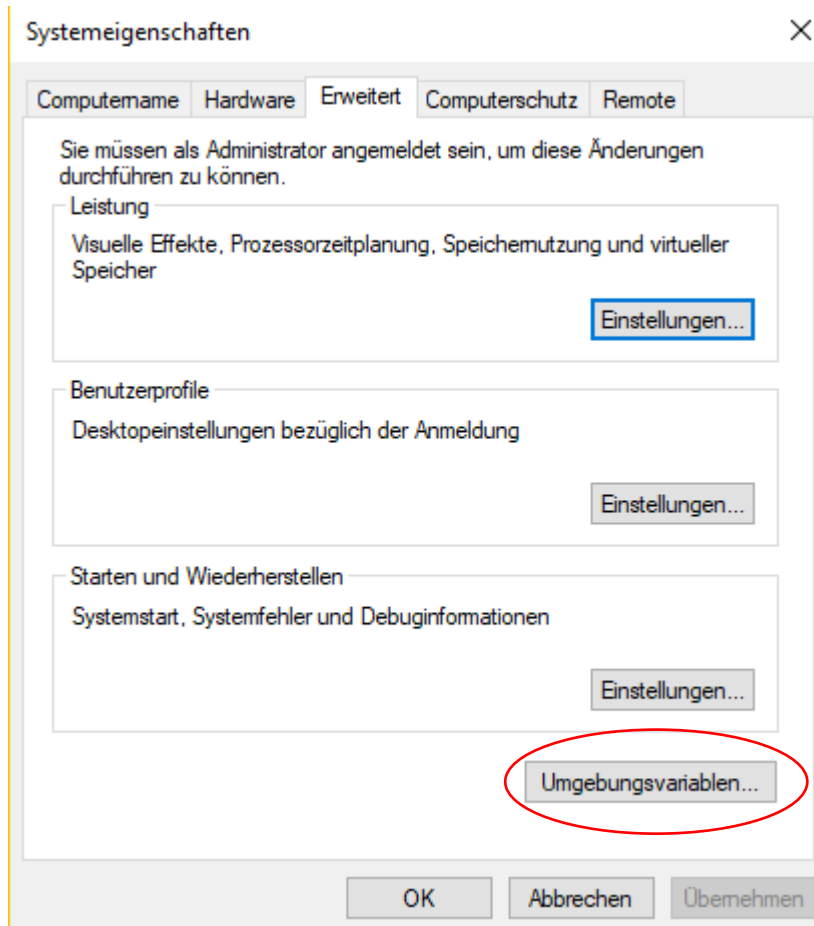 Systemeigenschaften
Computername Hardware Erweitert Computerschutz Remote
Sie müssen als Administrator angemeldet sein, um diese Änderungen
durchführen zu können.
Leistung
Visuelle Effekte, Prozessorzeitplanung, Speichernutzung und virtueller
Speicher
Einstellungen...
Benutzerprofile
Desktopeinstellungen bezüglich der Anmeldung
Einstellungen...
Starten und Wiederherstellen
Systemstart, Systemfehler und Debuginformationen
Einstellungen...
Umgebungsvariablen...
OK Abbrechen Übernehmen